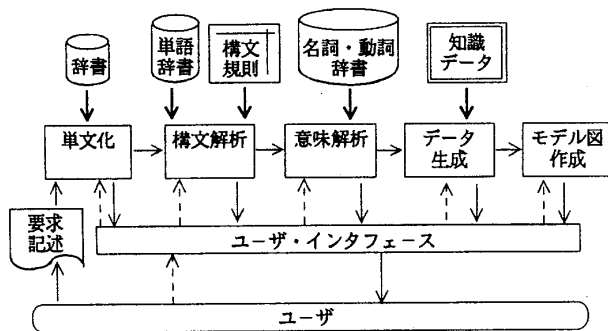 辞書
単語
辞書
構文
規則
名詞・動詞
辞書
知識
データ
単文化
構文解析
意味解析
データ
生成
モデル図
作成
要求
記述
ユーザ・インタフェース
ユーザ